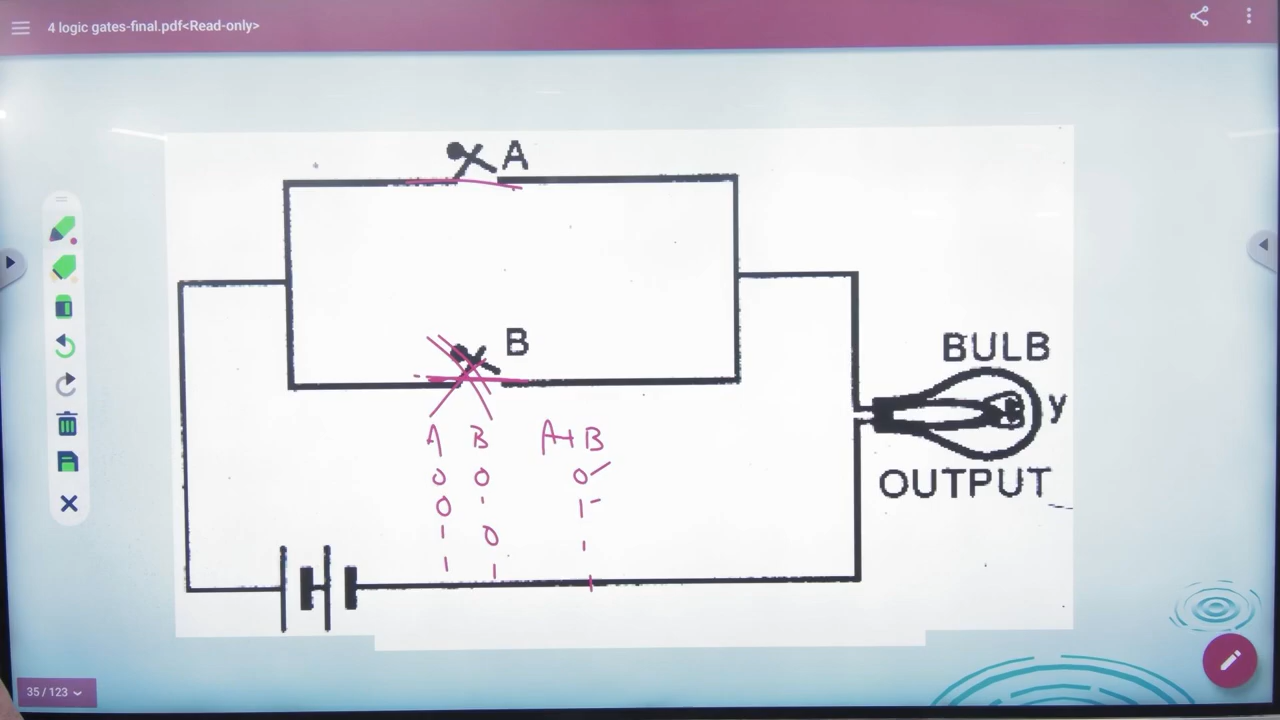 4 logic gates-final.pdf<Read-only>
A
B
BULB
y
OUTPUT
A B A+B
0 0 0
0 1 1
1 0 1
1 1 1
35 / 123